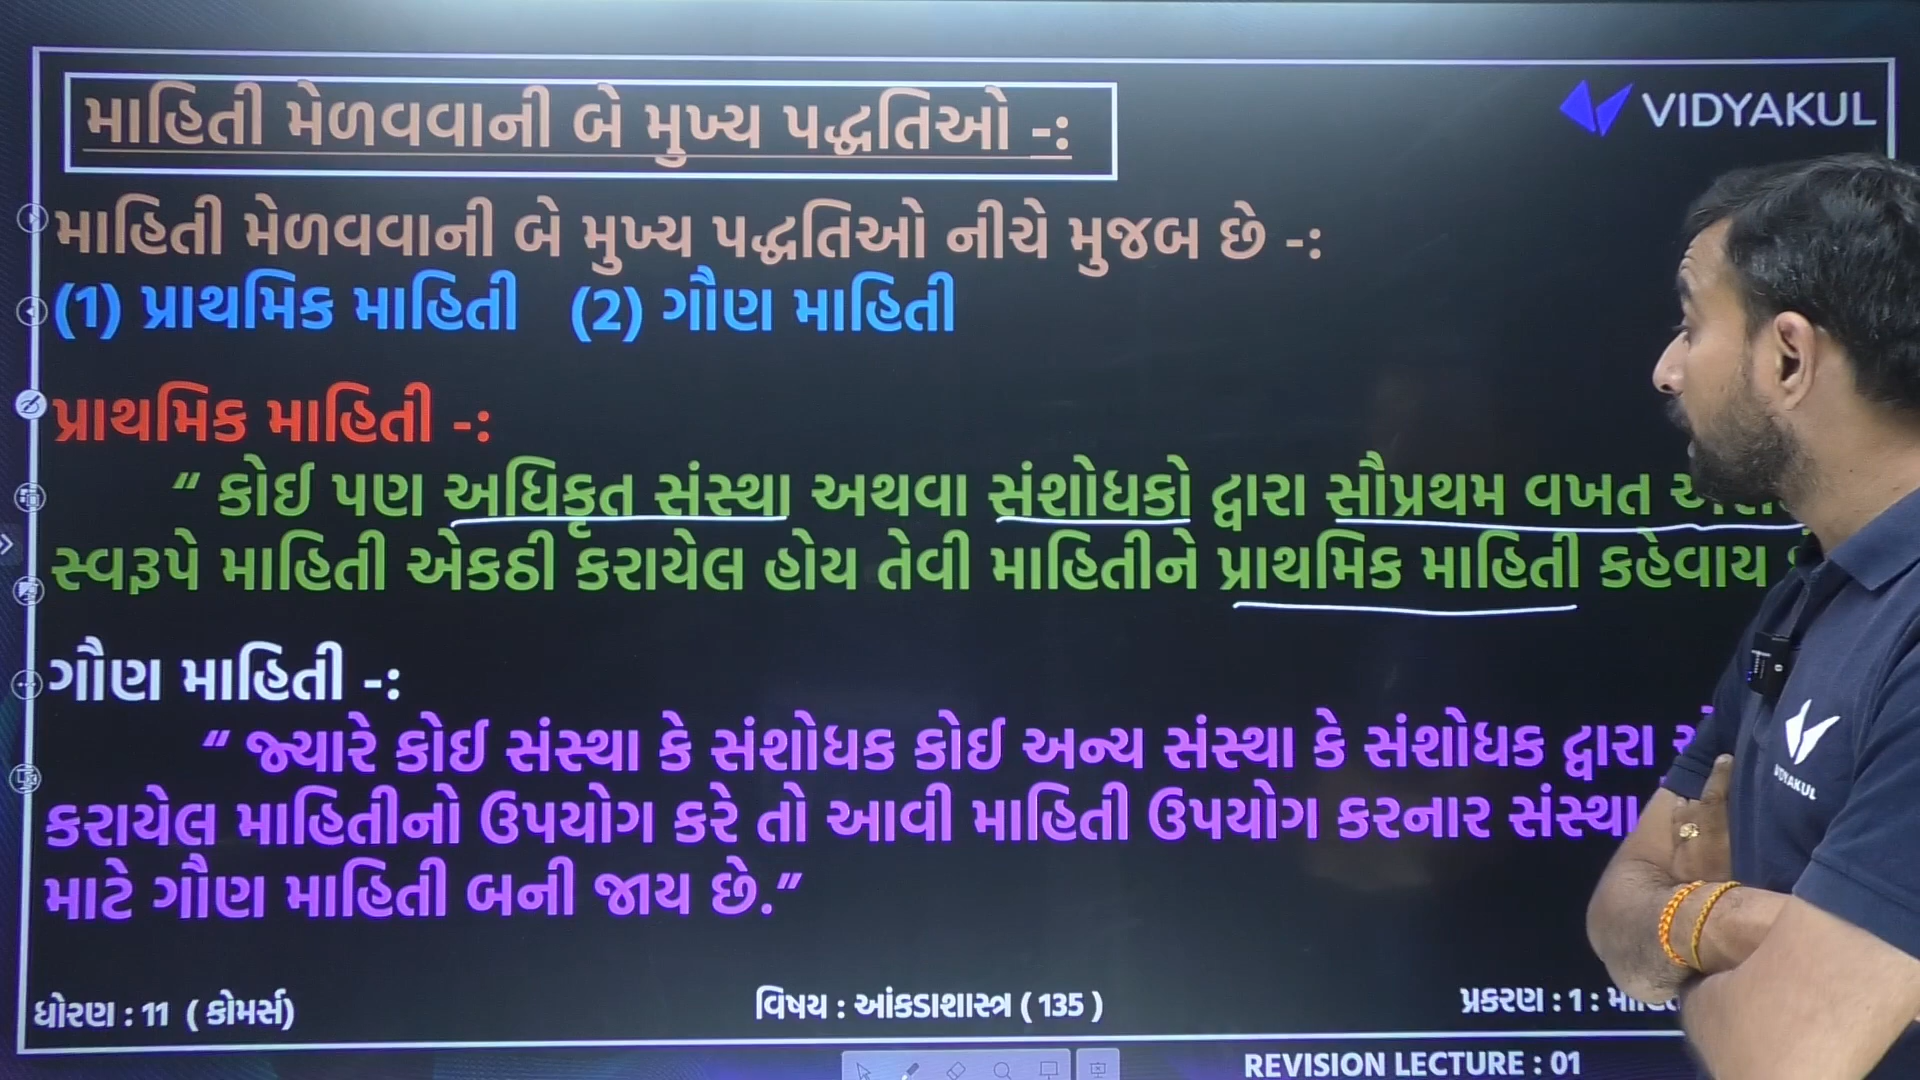 માહિતી મેળવવાની બે મુખ્ય પદ્ધતિઓ -:
VIDYAKUL
માહિતી મેળવવાની બે મુખ્ય પદ્ધતિઓ નીચે મુજબ છે -:
(1) પ્રાથમિક માહિતી (2) ગૌણ માહિતી
પ્રાથમિક માહિતી -:
“ કોઈ પણ અધિકૃત સંસ્થા અથવા સંશોધકો દ્વારા સૌપ્રથમ વખત
સ્વરૂપે માહિતી એકઠી કરાયેલ હોય તેવી માહિતીને પ્રાથમિક માહિતી કહેવાય
ગૌણ માહિતી -:
“ જ્યારે કોઈ સંસ્થા કે સંશોધક કોઈ અન્ય સંસ્થા કે સંશોધક દ્વારા
કરાયેલ માહિતીનો ઉપયોગ કરે તો આવી માહિતી ઉપયોગ કરનાર સંસ્થા
માટે ગૌણ માહિતી બની જાય છે.”
VIDYAKUL
ધોરણ : 11 ( કોમર્સ) વિષય : આંકડાશાસ્ત્ર ( 135 ) પ્રકરણ : 1 :
REVISION LECTURE : 01